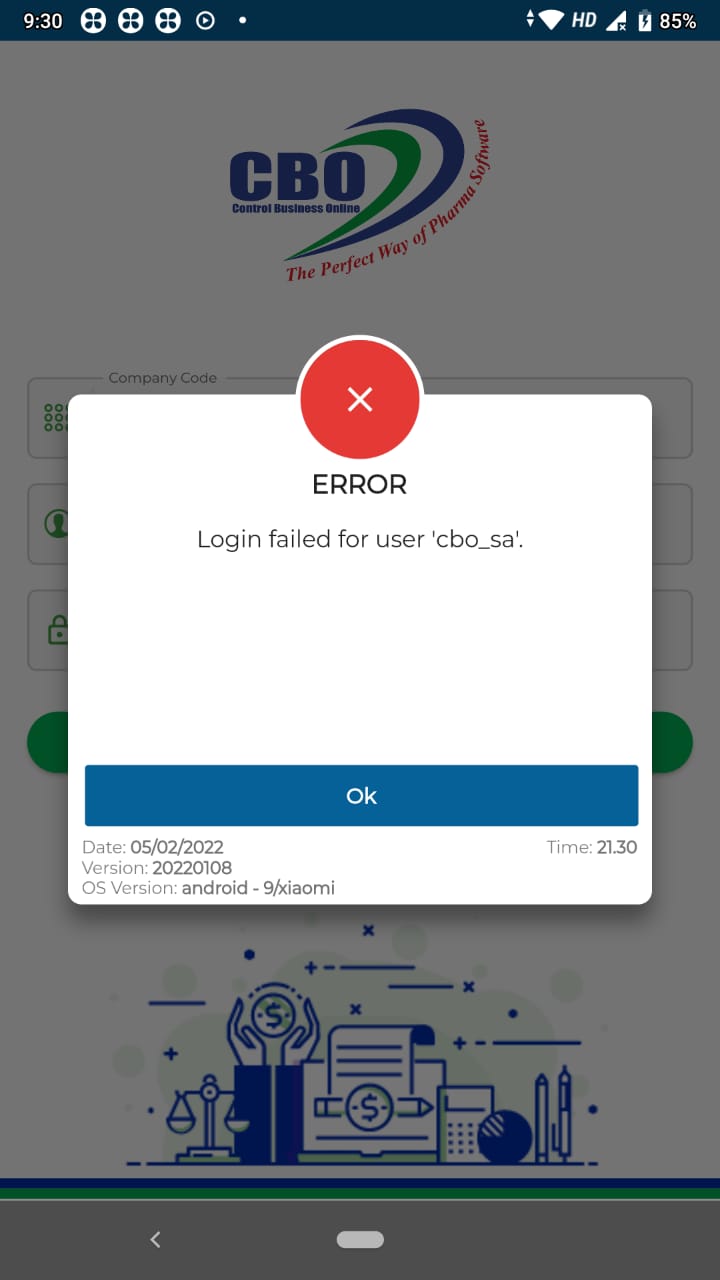 9:30
HD
85%
CBO
Control Business Online
The Perfect Way of Pharma Software
Company Code
ERROR
Login failed for user 'cbo_sa'.
Ok
Date: 05/02/2022 Time: 21.30
Version: 20220108
OS Version: android - 9/xiaomi